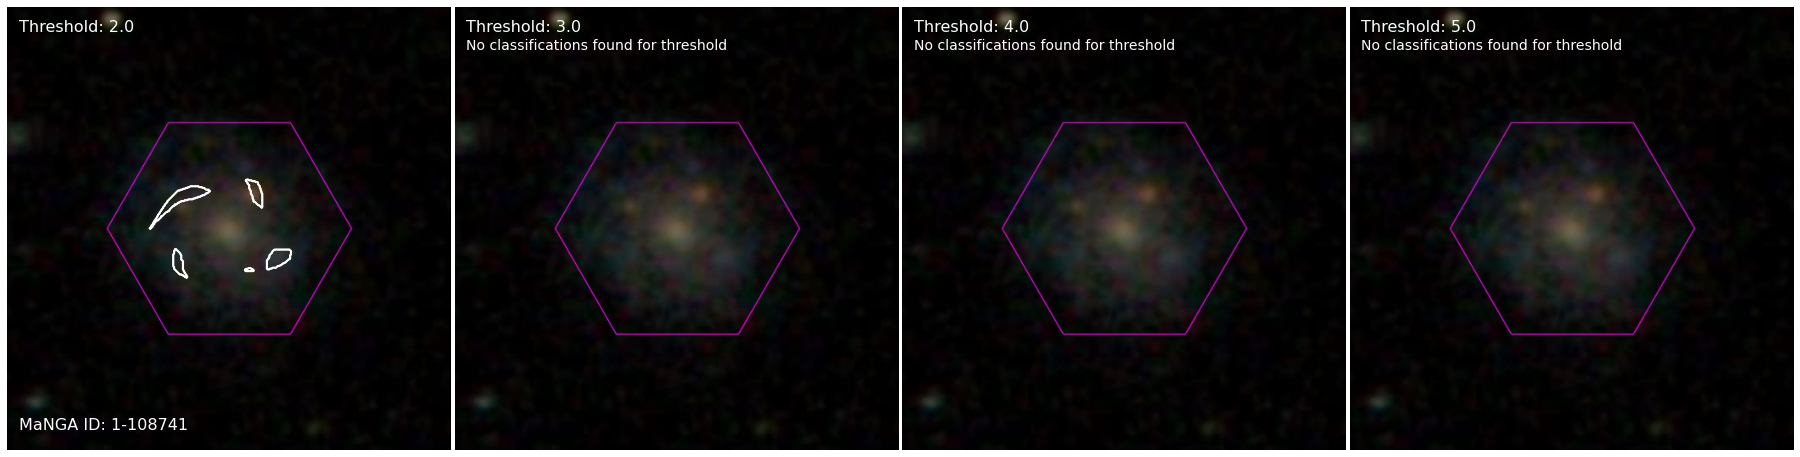 Threshold: 2.0
MaNGA ID: 1-108741
Threshold: 3.0
No classifications found for threshold
Threshold: 4.0
No classifications found for threshold
Threshold: 5.0
No classifications found for threshold